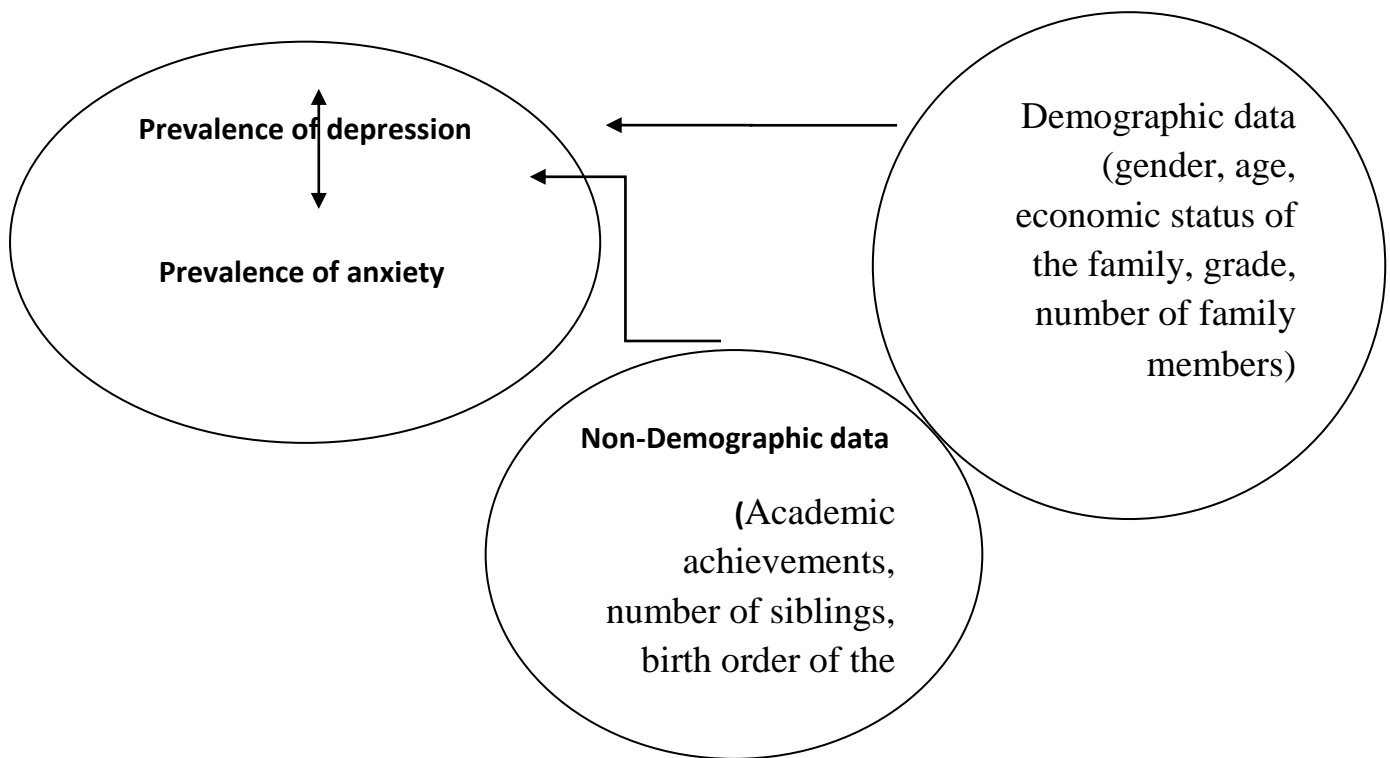 Prevalence of depression
Prevalence of anxiety
Demographic data
(gender, age,
economic status of
the family, grade,
number of family
members)
Non-Demographic data
(Academic
achievements,
number of siblings,
birth order of the